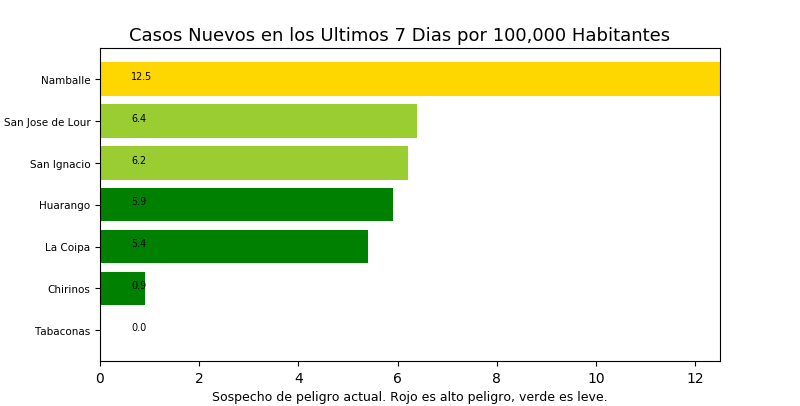 Casos Nuevos en los Ultimos 7 Dias por 100,000 Habitantes
Namballe 12.5
San Jose de Lour 6.4
San Ignacio 6.2
Huarango 5.9
La Coipa 5.4
Chirinos 0.9
Tabaconas 0.0
0 2 4 6 8 10 12
Sospecho de peligro actual. Rojo es alto peligro, verde es leve.